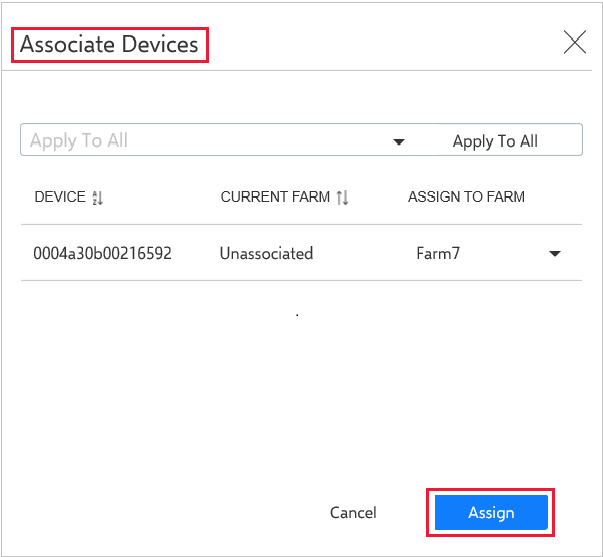 Associate Devices
Apply To All Apply To All
DEVICE CURRENT FARM ASSIGN TO FARM
0004a30b00216592 Unassociated Farm7
.
Cancel Assign